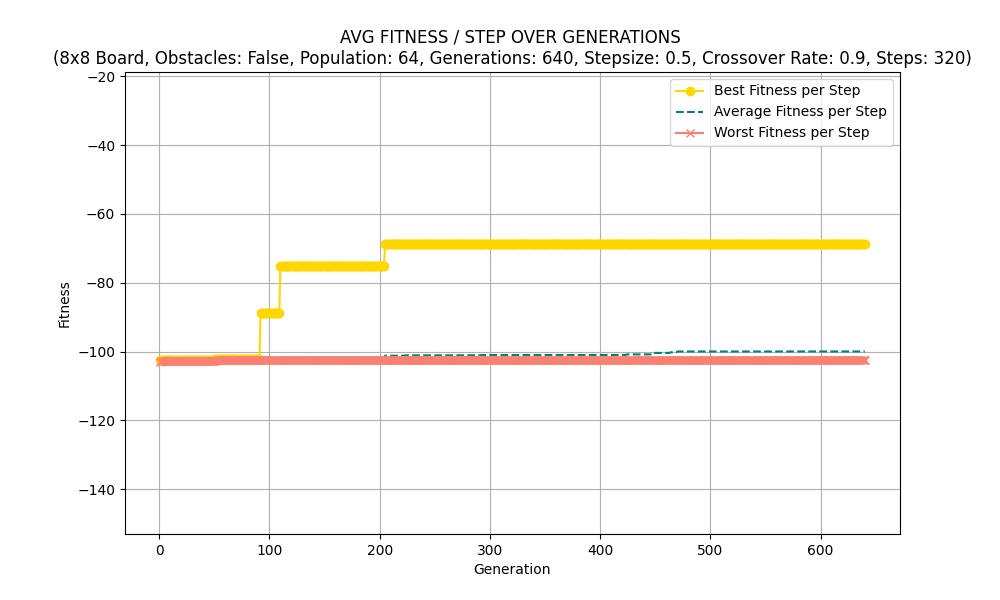 AVG FITNESS / STEP OVER GENERATIONS
(8x8 Board, Obstacles: False, Population: 64, Generations: 640, Stepsize: 0.5, Crossover Rate: 0.9, Steps: 320)
Best Fitness per Step
Average Fitness per Step
Worst Fitness per Step
Fitness
−20
−40
−60
−80
−100
−120
−140
0 100 200 300 400 500 600
Generation